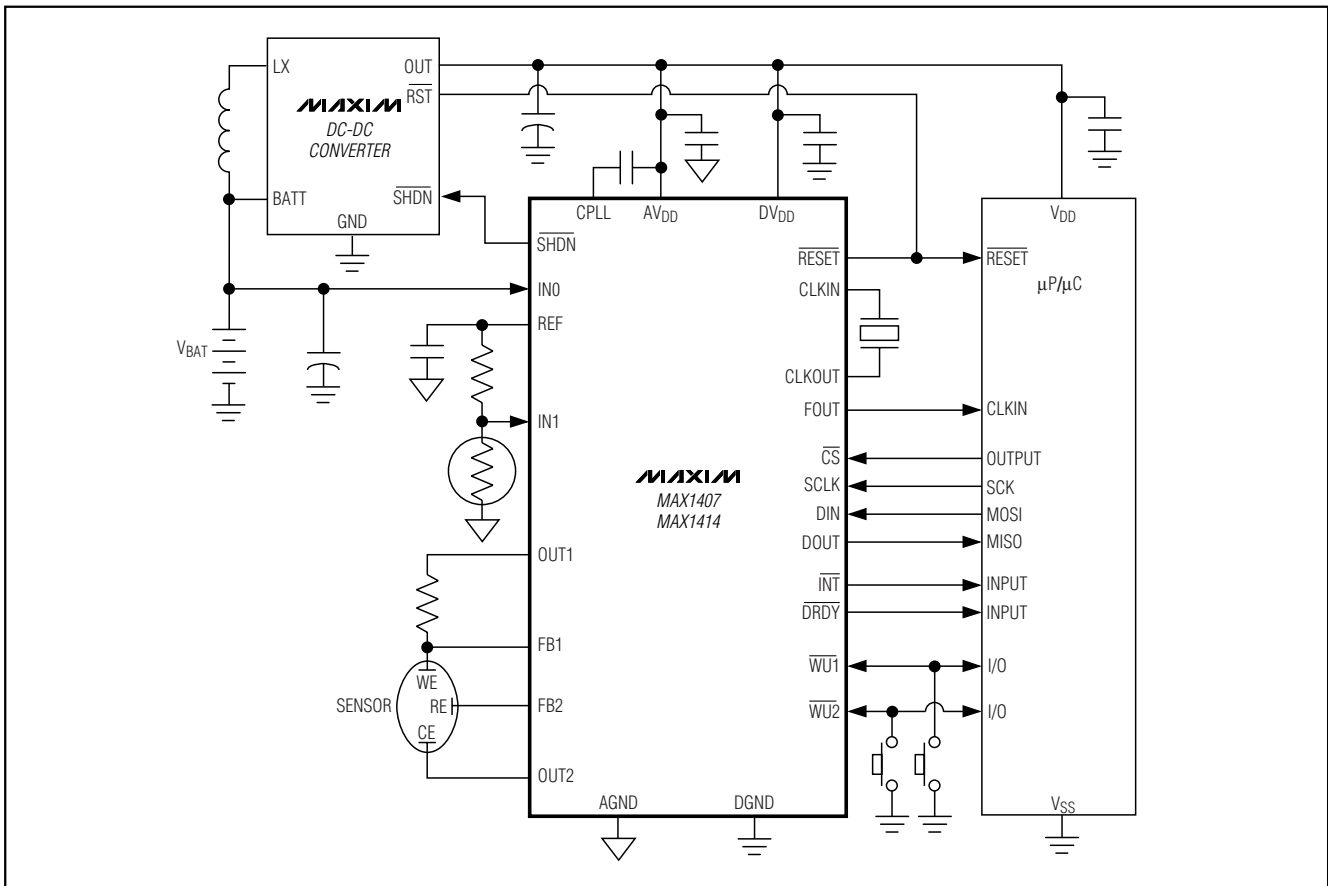 LX
OUT
RST
MAXIM
DC-DC
CONVERTER
BATT
SHDN
GND
CPLL
AVDD
DVDD
VDD
SHDN
RESET
RESET
μP/μC
IN0
CLKIN
REF
VBAT
CLKOUT
FOUT
CLKIN
IN1
CS
OUTPUT
MAXIM
SCLK
SCK
MAX1407
DIN
MOSI
MAX1414
DOUT
MISO
OUT1
INT
INPUT
DRDY
INPUT
FB1
WU1
I/O
WE
SENSOR
RE
FB2
WU2
I/O
CE
OUT2
AGND
DGND
VSS